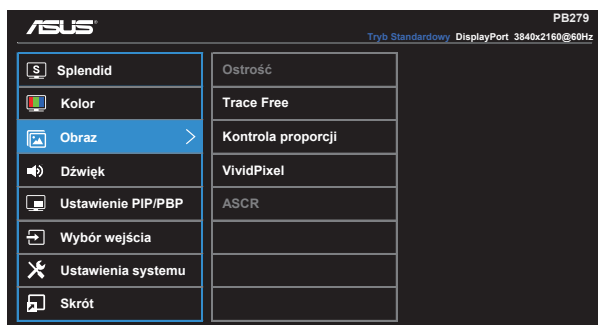 PB279
ASUS
Tryb Standardowy DisplayPort 3840x2160@60Hz
S Splendid
Kolor
Obraz
Dźwięk
Ustawienie PIP/PBP
Wybór wejścia
Ustawienia systemu
Skrót
Ostrość
Trace Free
Kontrola proporcji
VividPixel
ASCR